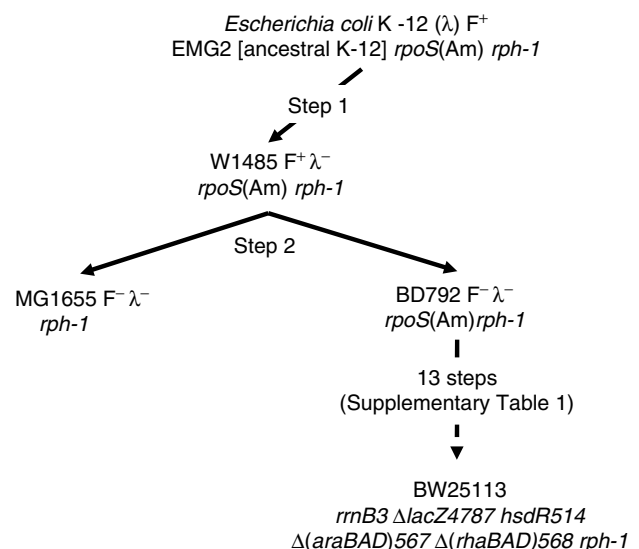 Escherichia coli K -12 (λ) F⁺
EMG2 [ancestral K-12] rpoS(Am) rph-1
Step 1
W1485 F⁺ λ⁻
rpoS(Am) rph-1
Step 2
MG1655 F⁻ λ⁻
rph-1
BD792 F⁻ λ⁻
rpoS(Am)rph-1
13 steps
(Supplementary Table 1)
BW25113
rrnB3 ΔlacZ4787 hsdR514
Δ(araBAD)567 Δ(rhaBAD)568 rph-1